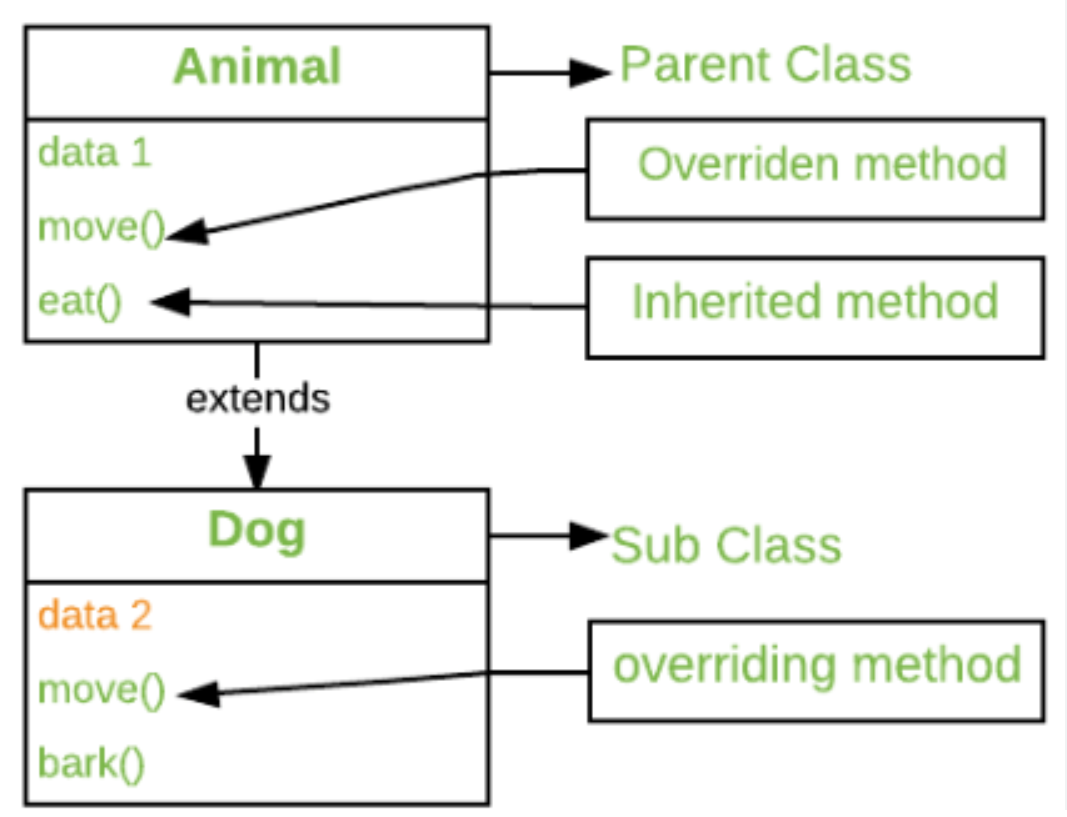 Animal
Parent Class
data 1
Overriden method
move()
eat()
Inherited method
extends
Dog
Sub Class
data 2
move()
overriding method
bark()